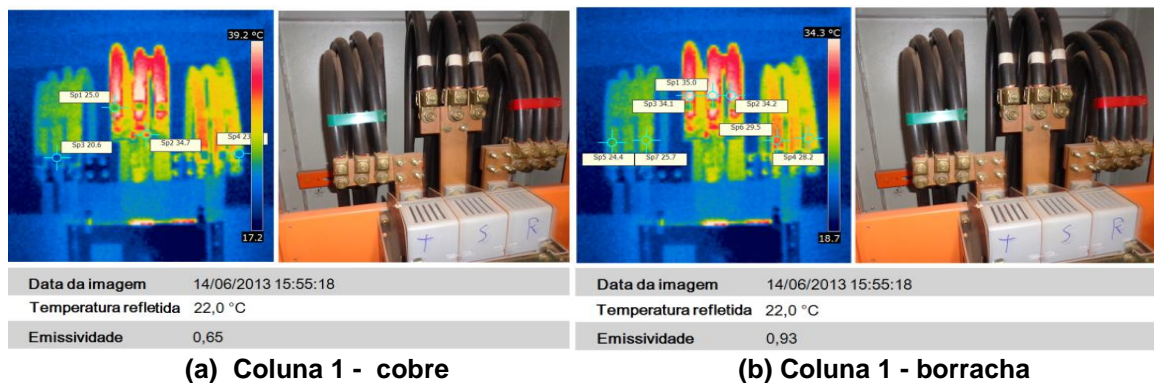 39.2 °C
Sp1 25.0
Sp3 20.6
Sp2 34.7
Sp4 23
17.2
T S R
34.3 °C
Sp1 35.0
Sp3 34.1
Sp2 34.2
Sp6 29.5
Sp5 24.4
Sp7 25.7
Sp4 28.2
18.7
T S R
Data da imagem 14/06/2013 15:55:18
Temperatura refletida 22,0 °C
Emissividade 0,65
(a) Coluna 1 - cobre
Data da imagem 14/06/2013 15:55:18
Temperatura refletida 22,0 °C
Emissividade 0,93
(b) Coluna 1 - borracha